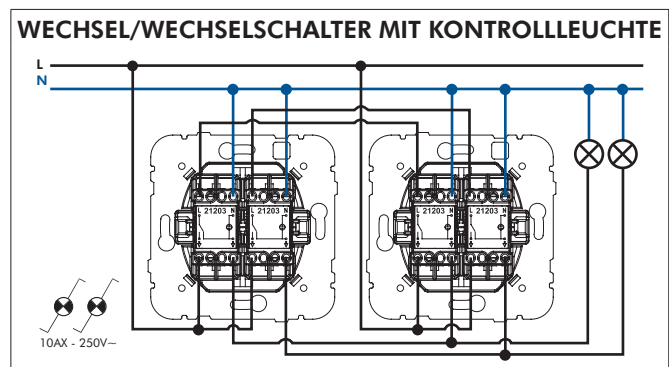 WECHSEL/WECHSELSCHALTER MIT KONTROLLLEUCHTE
L
N
L 21203 N
L 21203 N
L 21203 N
L 21203 N
10AX - 250V~